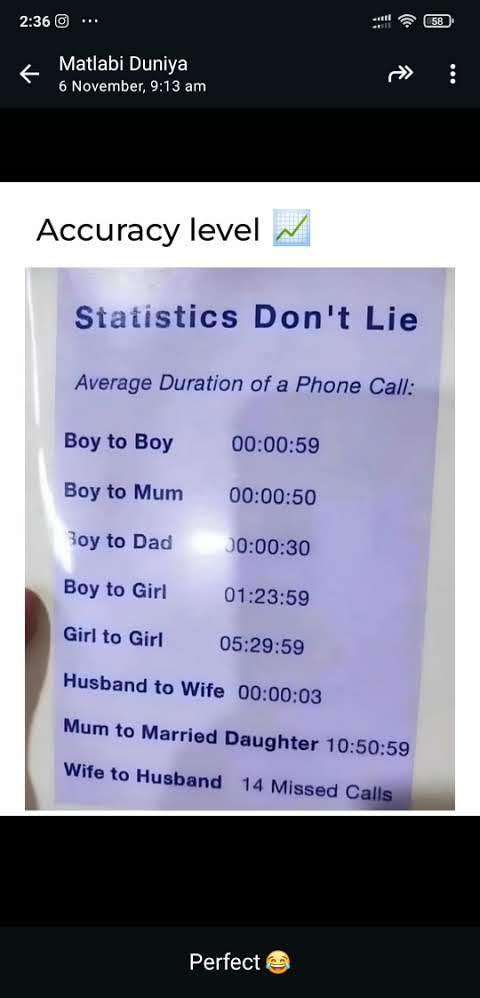 2:36
58
Matlabi Duniya
6 November, 9:13 am
Accuracy level 📈
Statistics Don't Lie
Average Duration of a Phone Call:
Boy to Boy 00:00:59
Boy to Mum 00:00:50
Boy to Dad 00:00:30
Boy to Girl 01:23:59
Girl to Girl 05:29:59
Husband to Wife 00:00:03
Mum to Married Daughter 10:50:59
Wife to Husband 14 Missed Calls
Perfect 😂